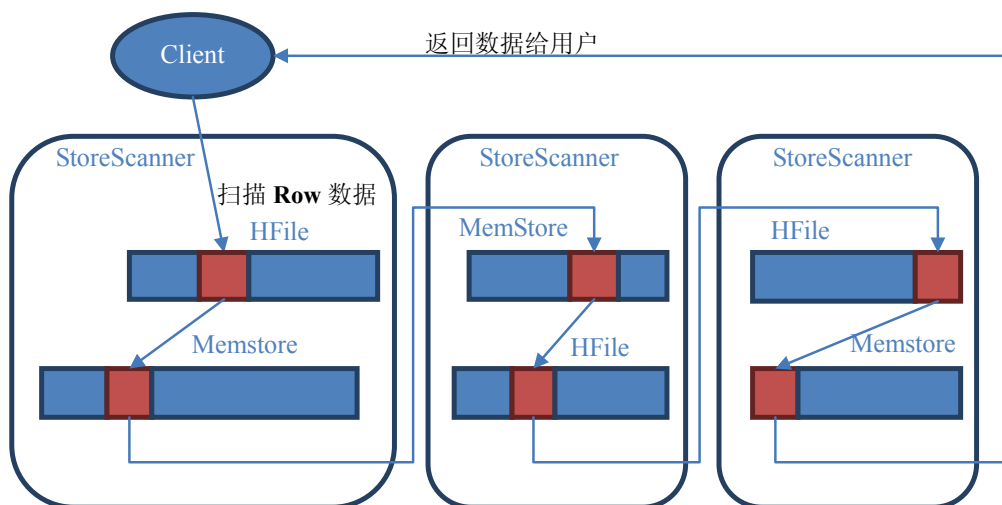 返回数据给用户
Client
StoreScanner
StoreScanner
StoreScanner
扫描 Row 数据
HFile
MemStore
HFile
Memstore
HFile
Memstore